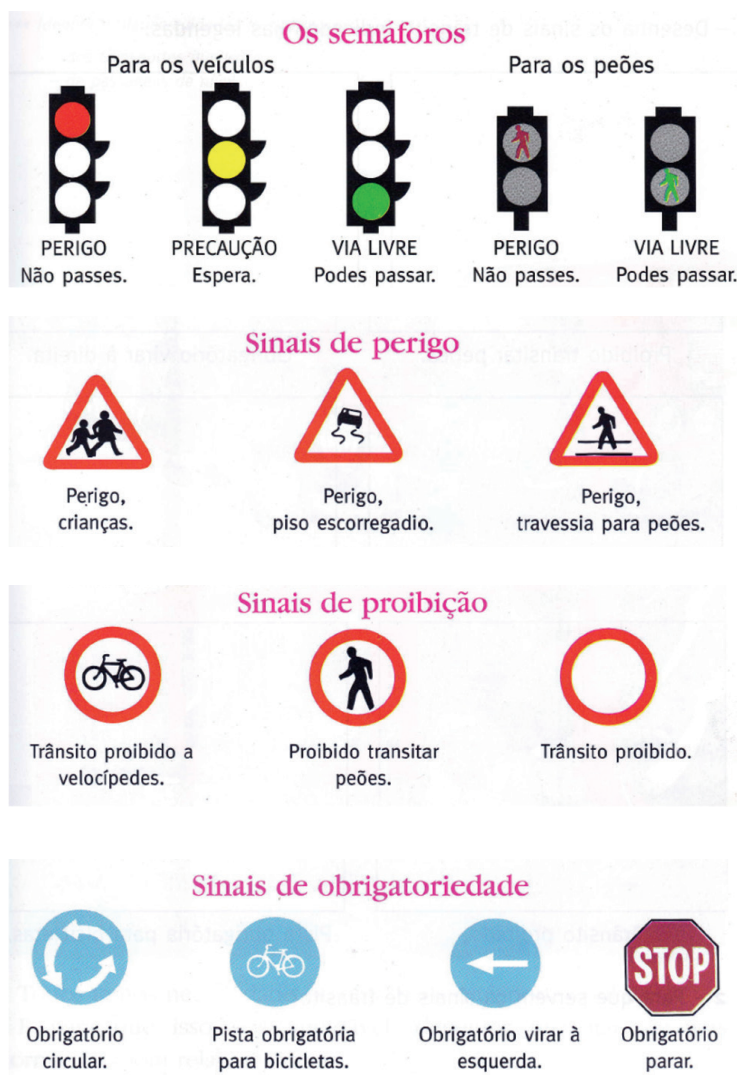 Os semáforos
Para os veículos
Para os peões
PERIGO
Não passes.
PRECAUÇÃO
Espera.
VIA LIVRE
Podes passar.
PERIGO
Não passes.
VIA LIVRE
Podes passar.
Sinais de perigo
Perigo,
crianças.
Perigo,
piso escorregadio.
Perigo,
travessia para peões.
Sinais de proibição
Trânsito proibido a
velocípedes.
Proibido transitar
peões.
Trânsito proibido.
Sinais de obrigatoriedade
Obrigatório
circular.
Pista obrigatória
para bicicletas.
Obrigatório virar à
esquerda.
STOP
Obrigatório
parar.